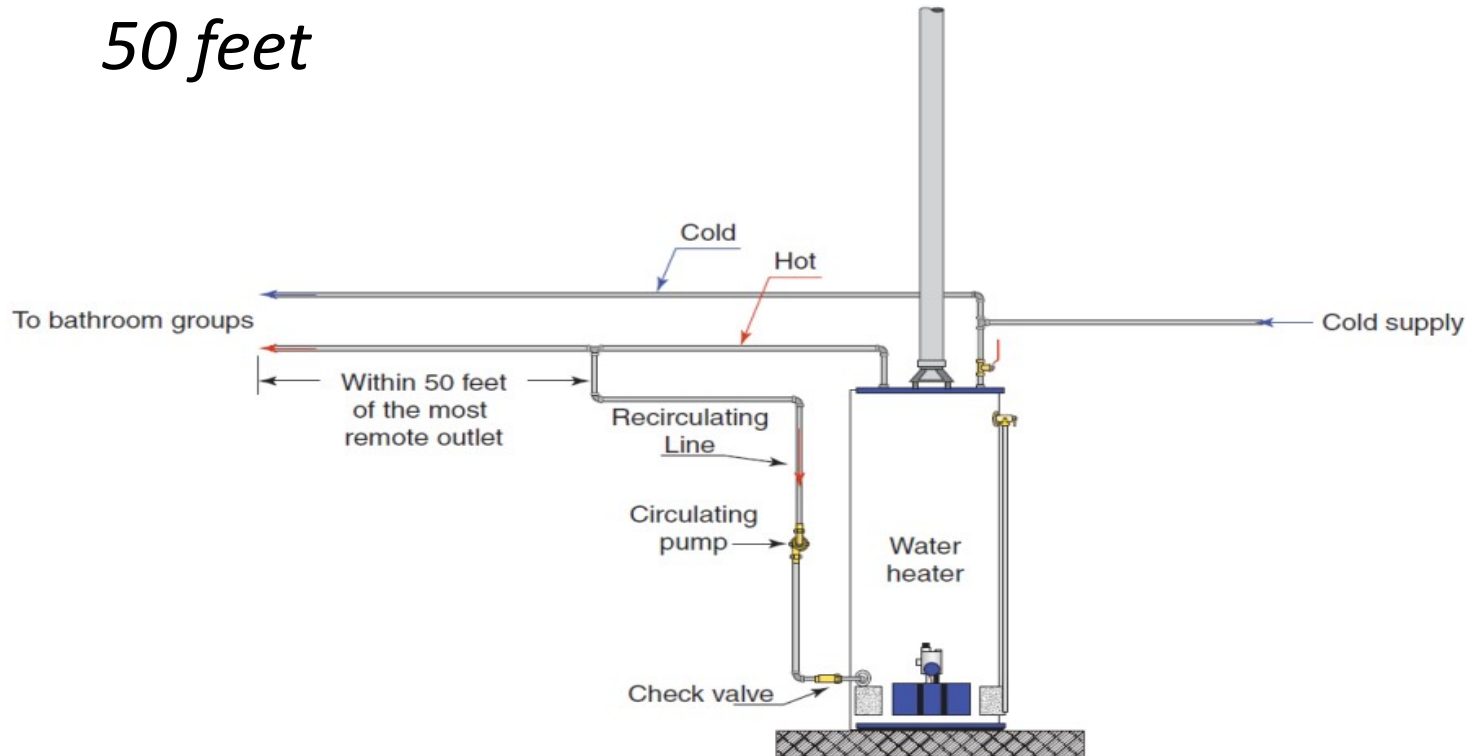 50 feet
Cold
Hot
To bathroom groups
Cold supply
Within 50 feet
of the most
remote outlet
Recirculating
Line
Circulating
pump
Water
heater
Check valve